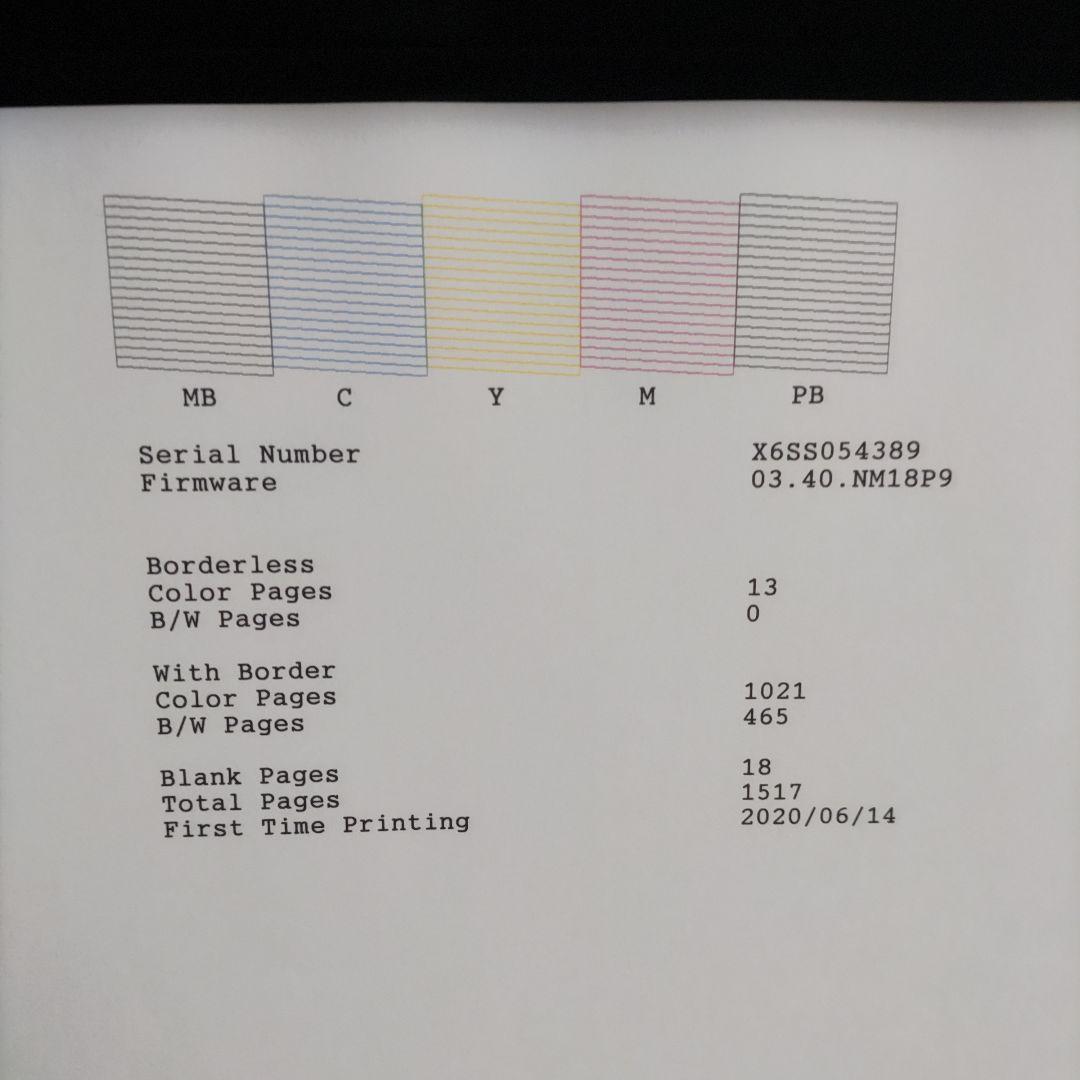 MB C Y M PB
Serial Number X6SS054389
Firmware 03.40.NM18P9
Borderless
Color Pages 13
B/W Pages 0
With Border
Color Pages 1021
B/W Pages 465
Blank Pages 18
Total Pages 1517
First Time Printing 2020/06/14